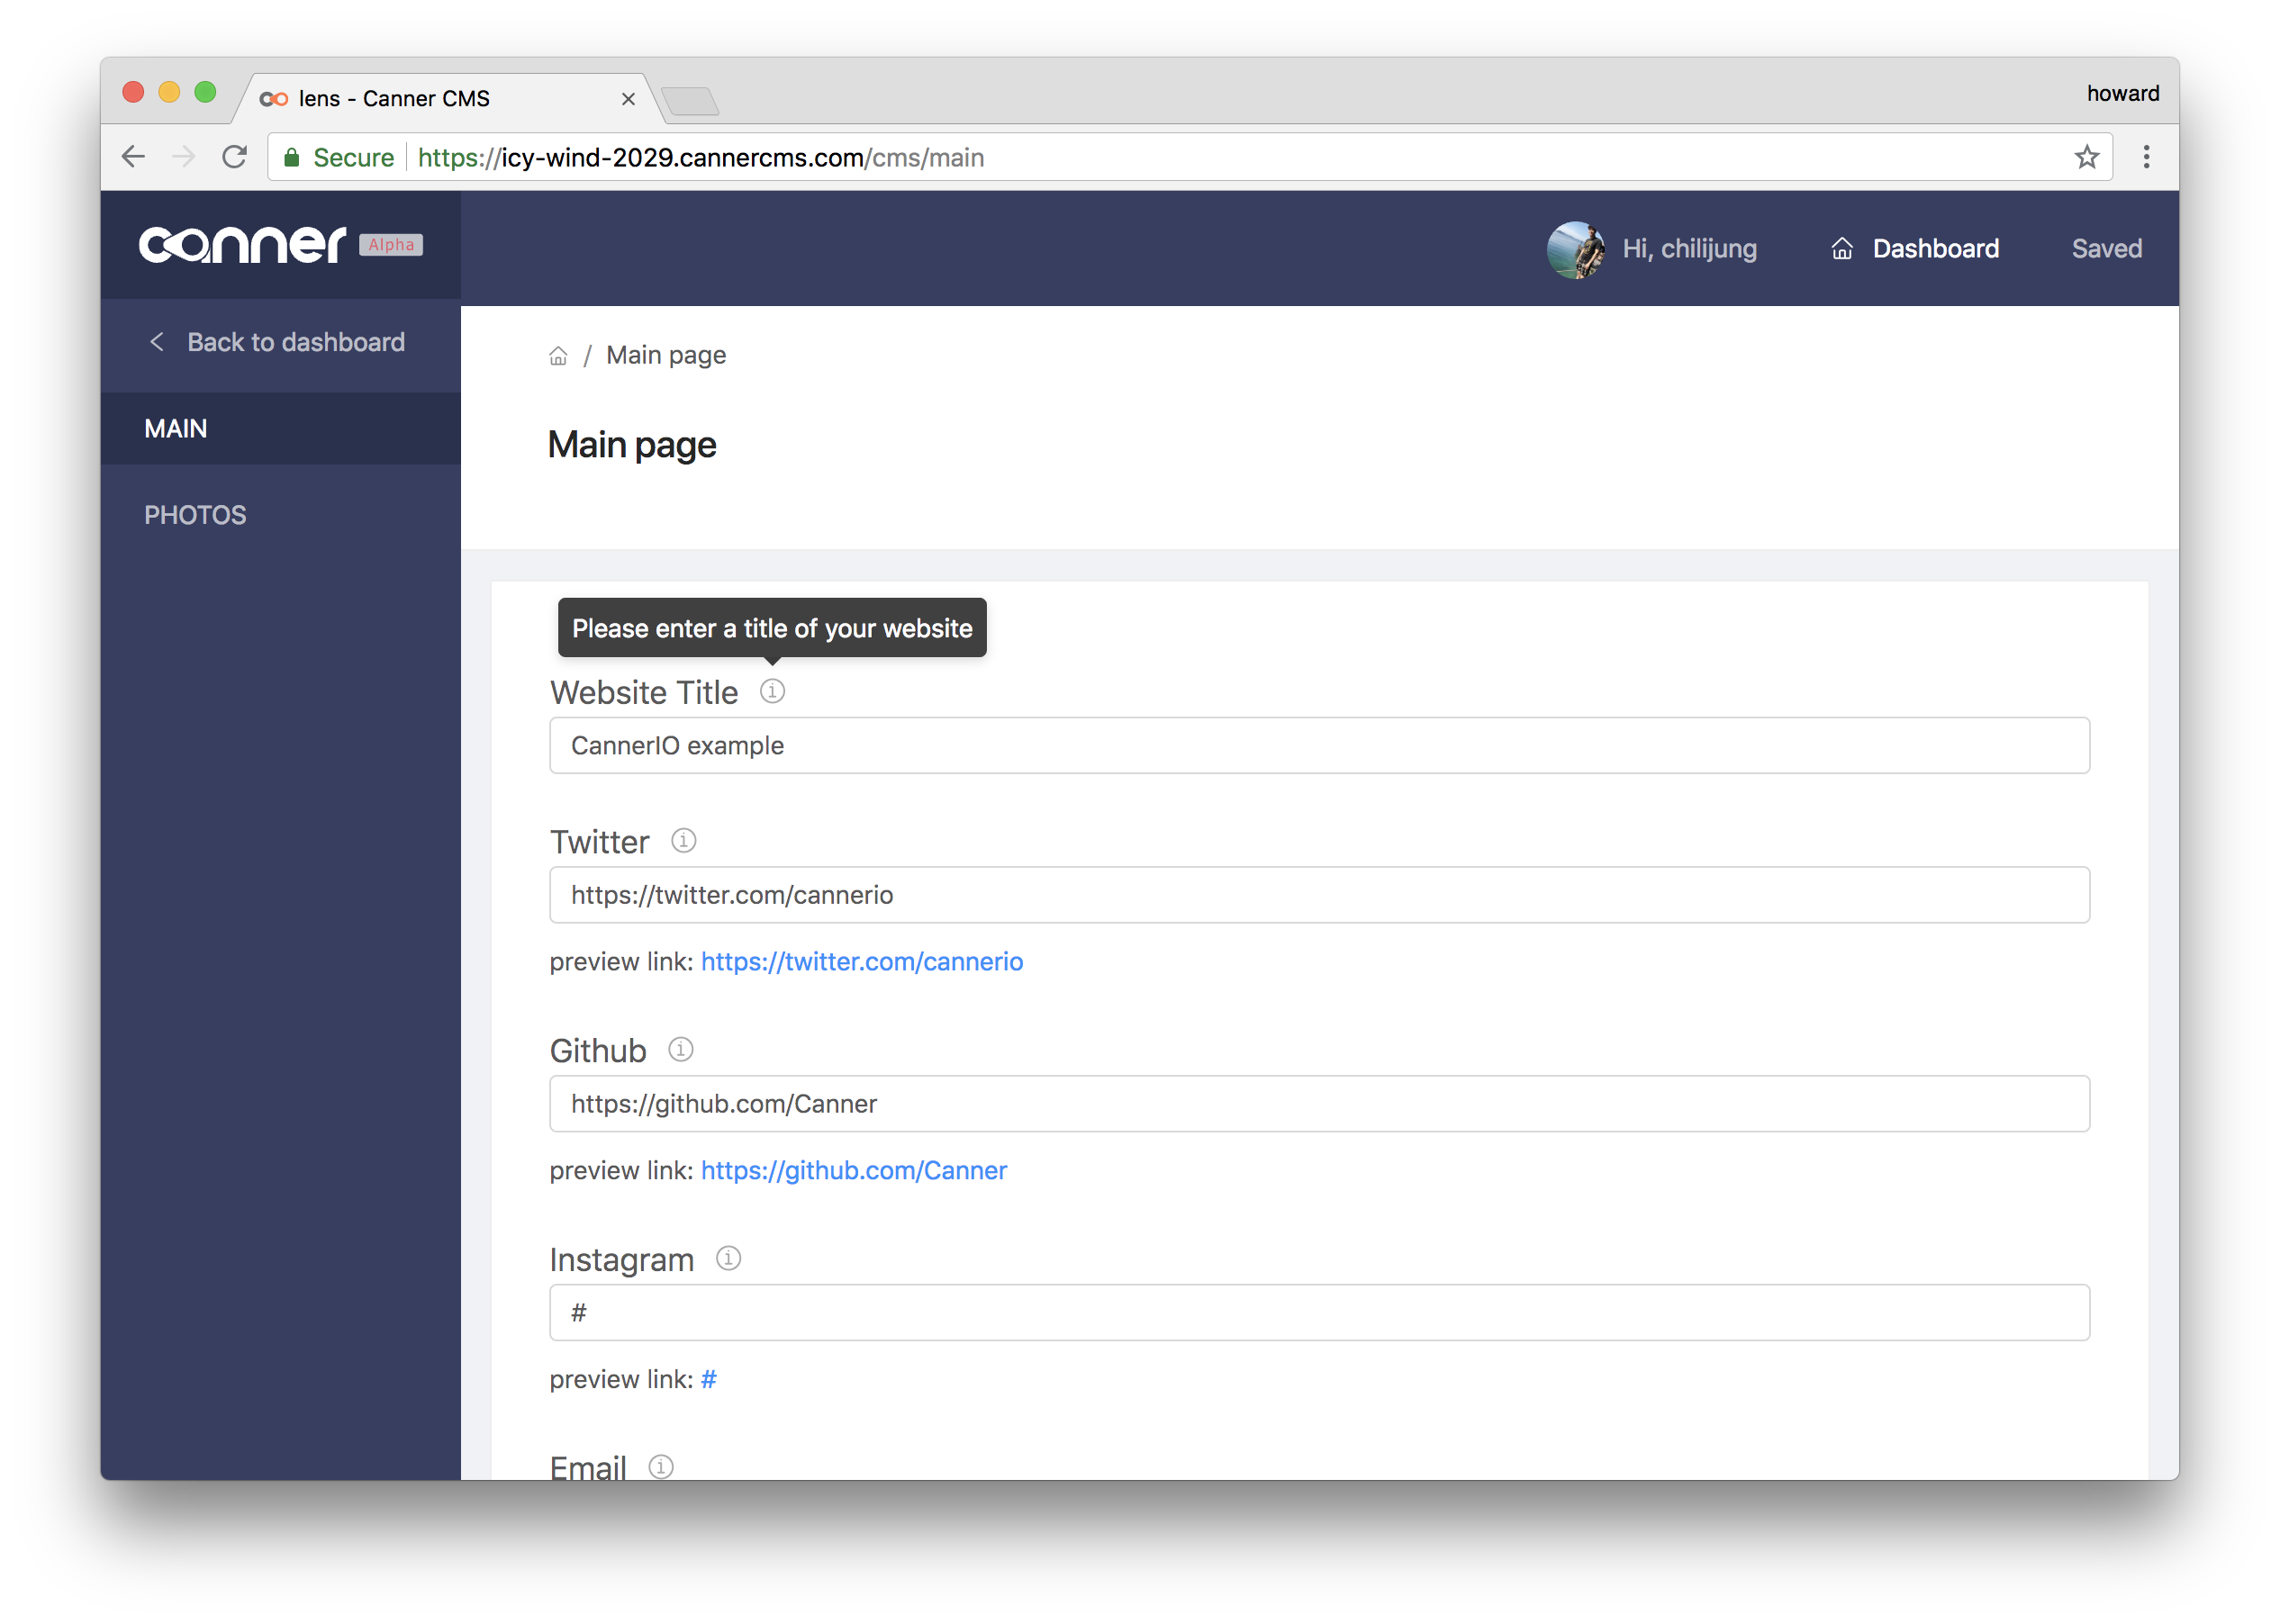 lens - Canner CMS
howard
Secure https://icy-wind-2029.cannercms.com/cms/main
canner Alpha
Hi, chilijung
Dashboard
Saved
Back to dashboard
MAIN
PHOTOS
/ Main page
Main page
Please enter a title of your website
Website Title
CannerIO example
Twitter
https://twitter.com/cannerio
preview link: https://twitter.com/cannerio
Github
https://github.com/Canner
preview link: https://github.com/Canner
Instagram
#
preview link: #
Email